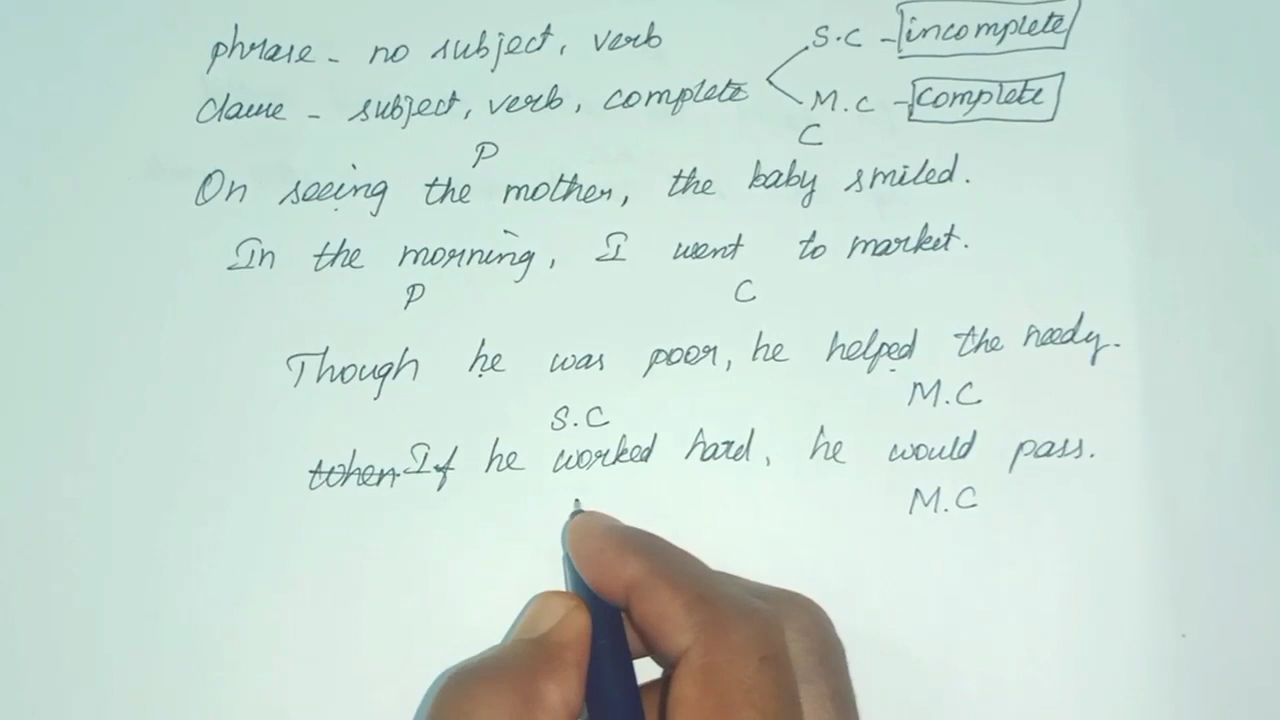 phrase - no subject, verb S.C - incomplete
clause - subject, verb, complete M.C - complete
P C
On seeing the mother, the baby smiled.
In the morning, I went to market.
P C
Though he was poor, he helped the needy.
S.C M.C
When If he worked hard, he would pass.
M.C